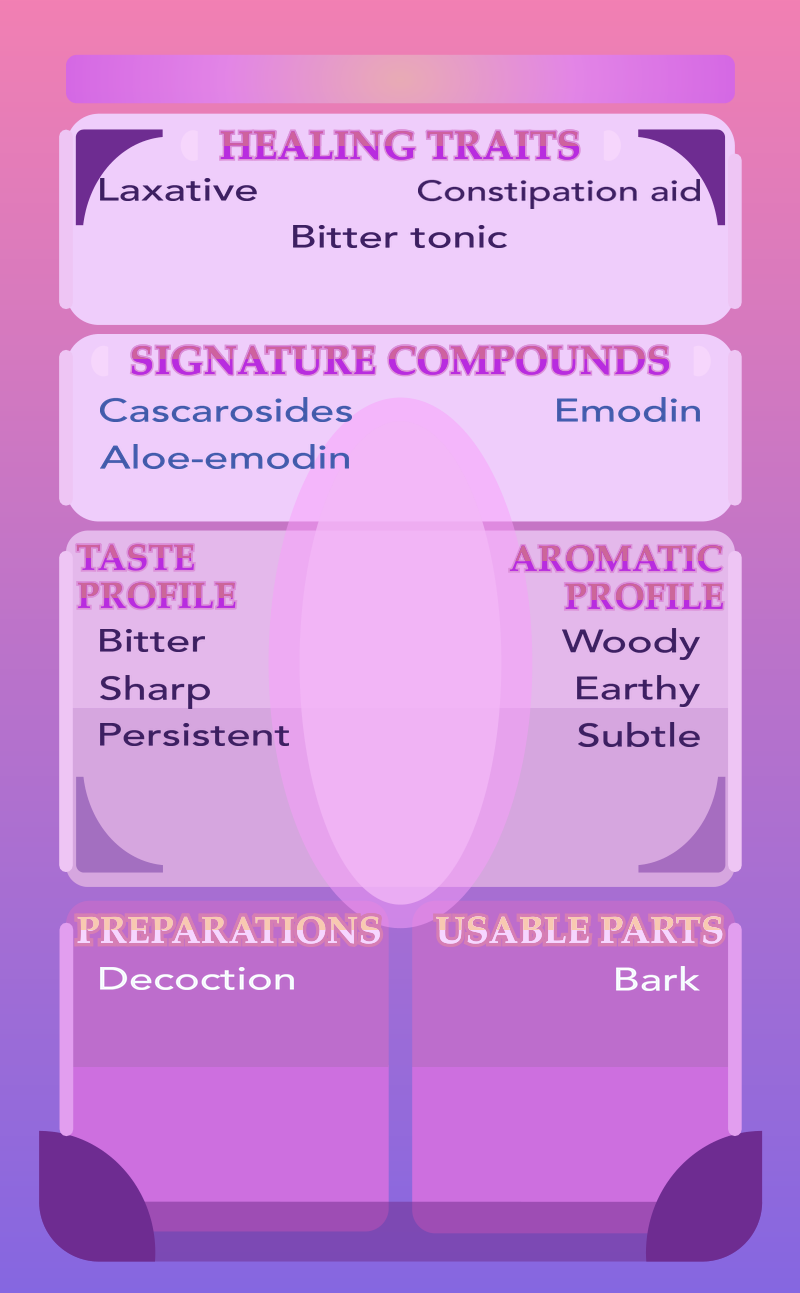 HEALING TRAITS
Laxative Constipation aid
Bitter tonic
SIGNATURE COMPOUNDS
Cascarosides Emodin
Aloe-emodin
TASTE
PROFILE
Bitter
Sharp
Persistent
AROMATIC
PROFILE
Woody
Earthy
Subtle
PREPARATIONS
Decoction
USABLE PARTS
Bark